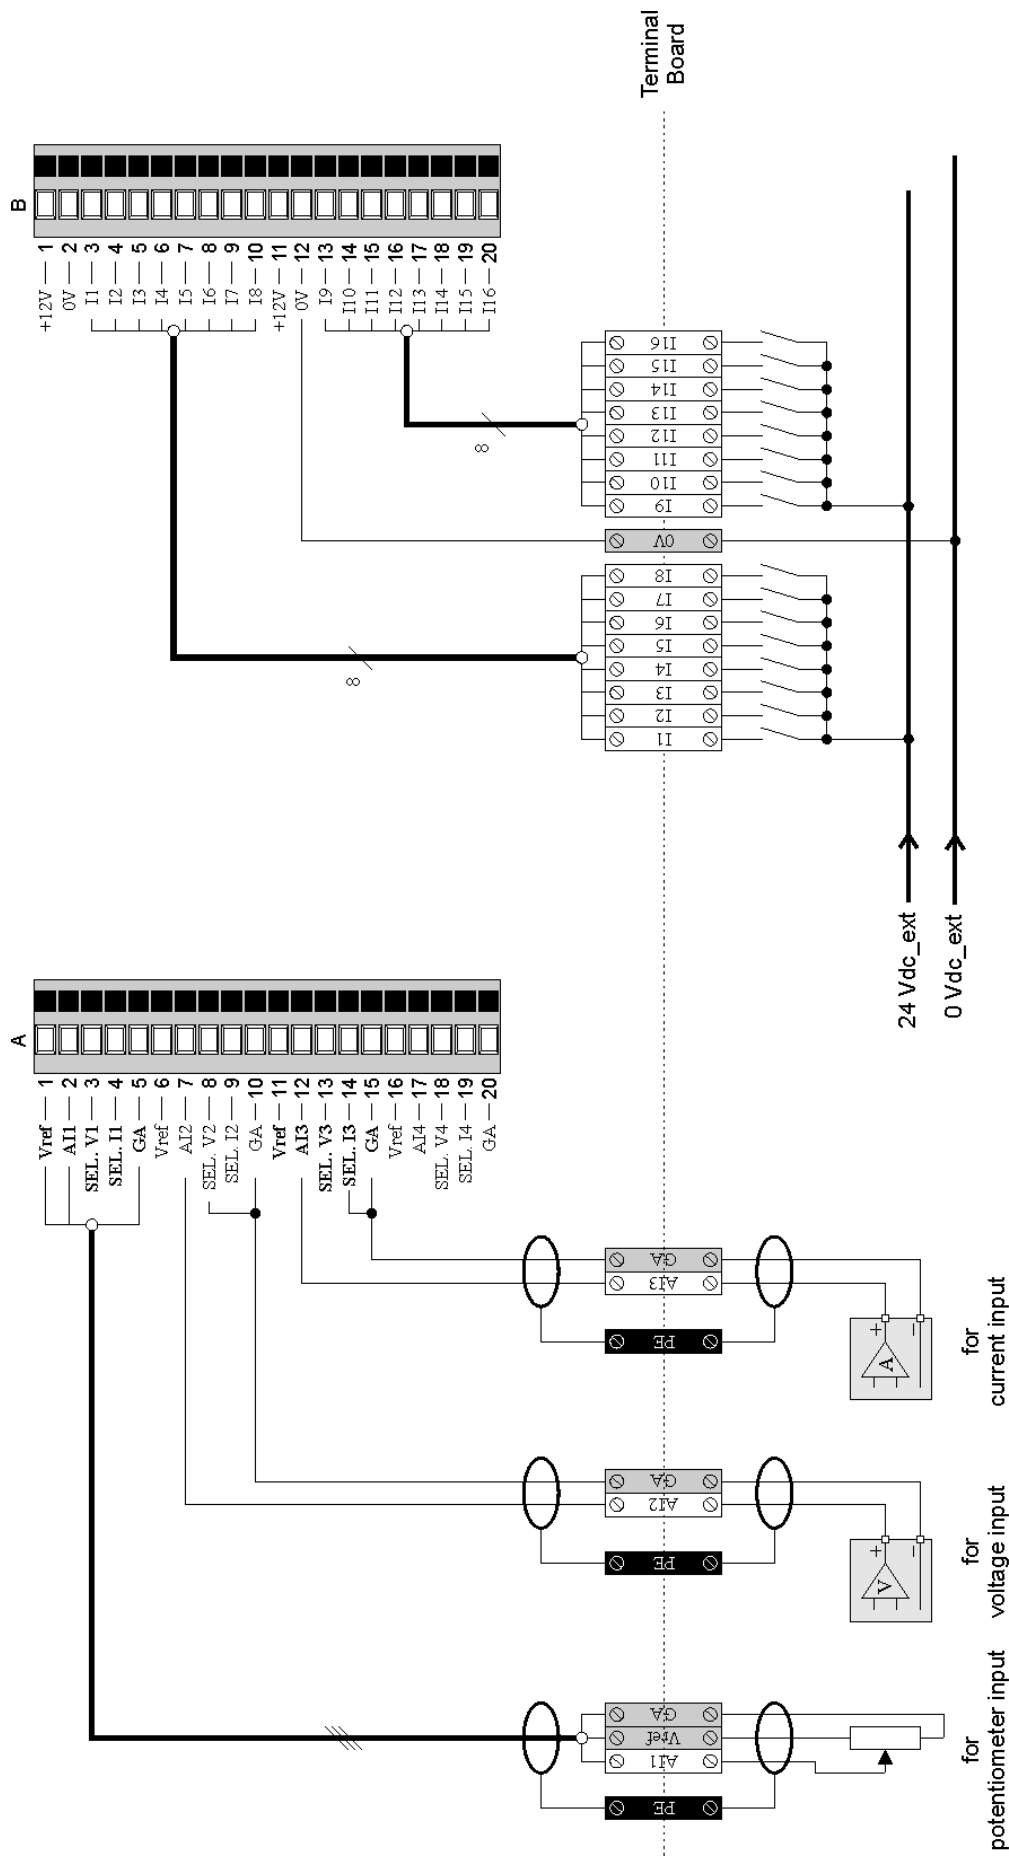 A
1
2
3
4
5
6
7
8
9
10
11
12
13
14
15
16
17
18
19
20
Vref
AI1
SEL. V1
SEL. I1
GA
Vref
AI2
SEL. V2
SEL. I2
GA
Vref
AI3
SEL. V3
SEL. I3
GA
Vref
AI4
SEL. V4
SEL. I4
GA
B
1
2
3
4
5
6
7
8
9
10
11
12
13
14
15
16
17
18
19
20
+12V
0V
I1
I2
I3
I4
I5
I6
I7
I8
+12V
0V
I9
I10
I11
I12
I13
I14
I15
I16
8
8
Terminal
Board
PE
AI1
Vref
GA
PE
AI2
GA
PE
AI3
GA
I1
I2
I3
I4
I5
I6
I7
I8
0V
I9
I10
I11
I12
I13
I14
I15
I16
V
+
−
A
+
−
for
potentiometer input
for
voltage input
for
current input
24 Vdc_ext
0 Vdc_ext